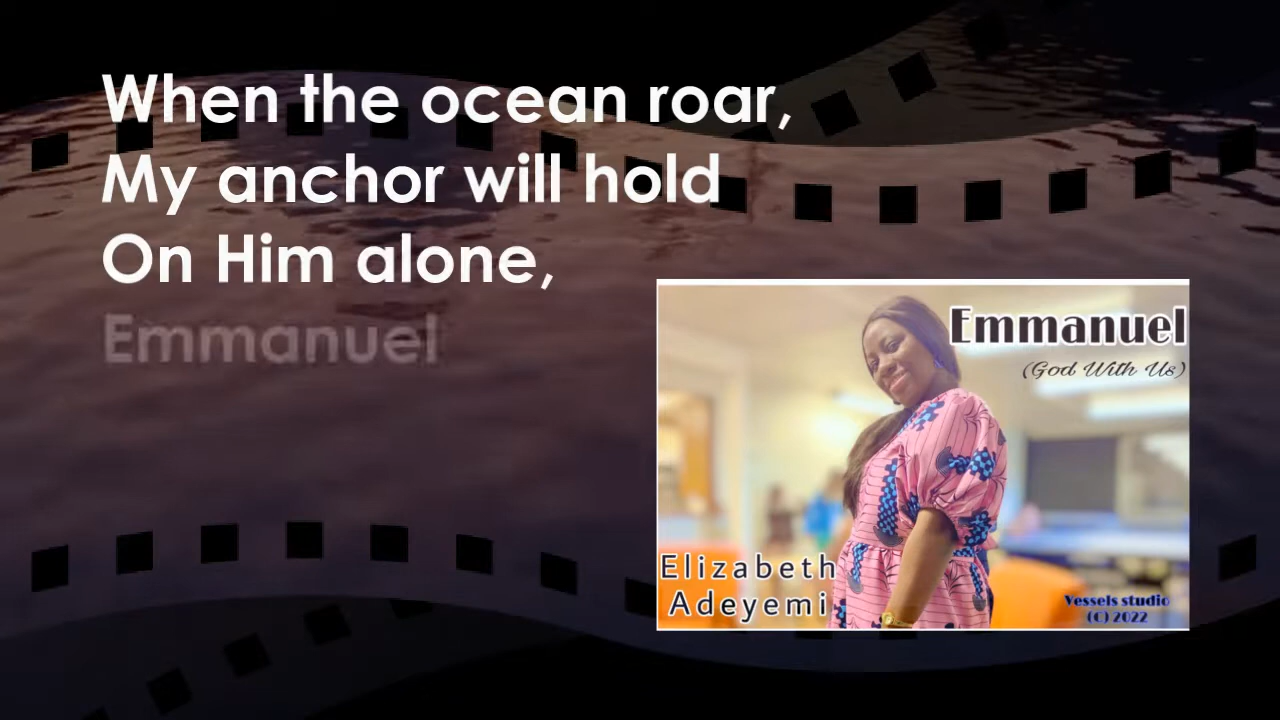 When the ocean roar,
My anchor will hold
On Him alone,
Emmanuel
Emmanuel
(God With Us)
Elizabeth
Adeyemi
Vessels studio
(C) 2022